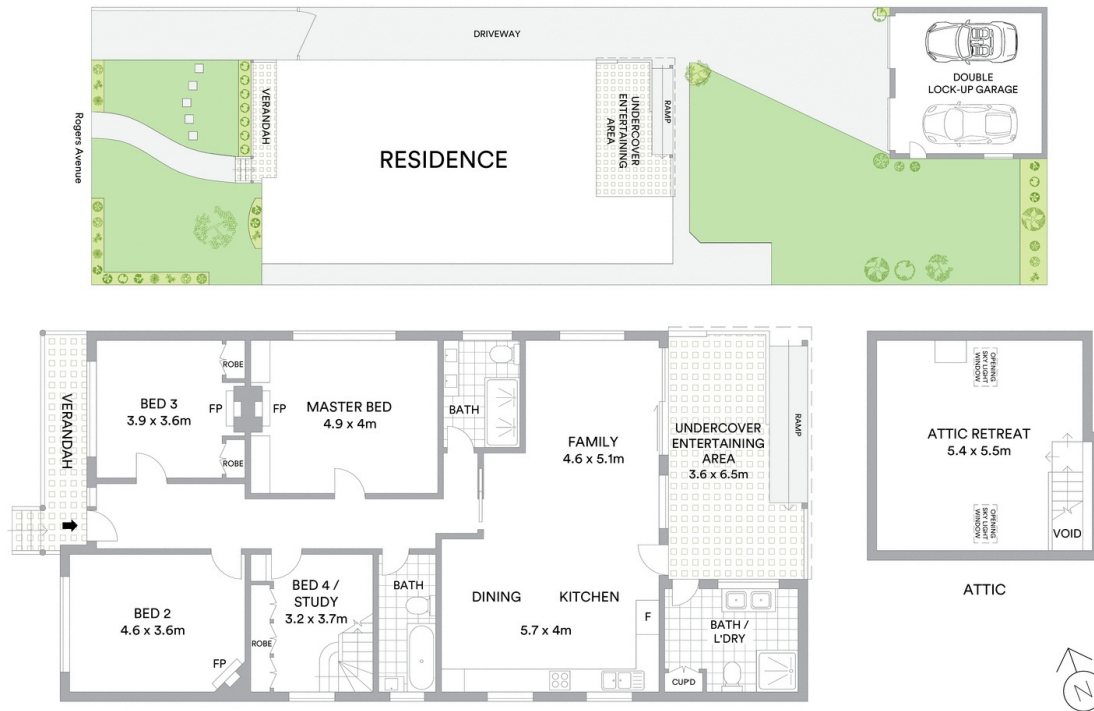 DRIVEWAY
DOUBLE
LOCK-UP GARAGE
Rogers Avenue
VERANDAH
RESIDENCE
UNDERCOVER
ENTERTAINING
AREA
RAMP
VERANDAH
BED 3
3.9 x 3.6m
ROBE
FP
ROBE
FP
MASTER BED
4.9 x 4m
BATH
FAMILY
4.6 x 5.1m
UNDERCOVER
ENTERTAINING
AREA
3.6 x 6.5m
RAMP
BED 2
4.6 x 3.6m
FP
BED 4 /
STUDY
3.2 x 3.7m
ROBE
BATH
DINING
KITCHEN
5.7 x 4m
F
BATH /
L'DRY
CUP'D
OPENING
SKY LIGHT
WINDOW
ATTIC RETREAT
5.4 x 5.5m
OPENING
SKY LIGHT
WINDOW
VOID
ATTIC
N